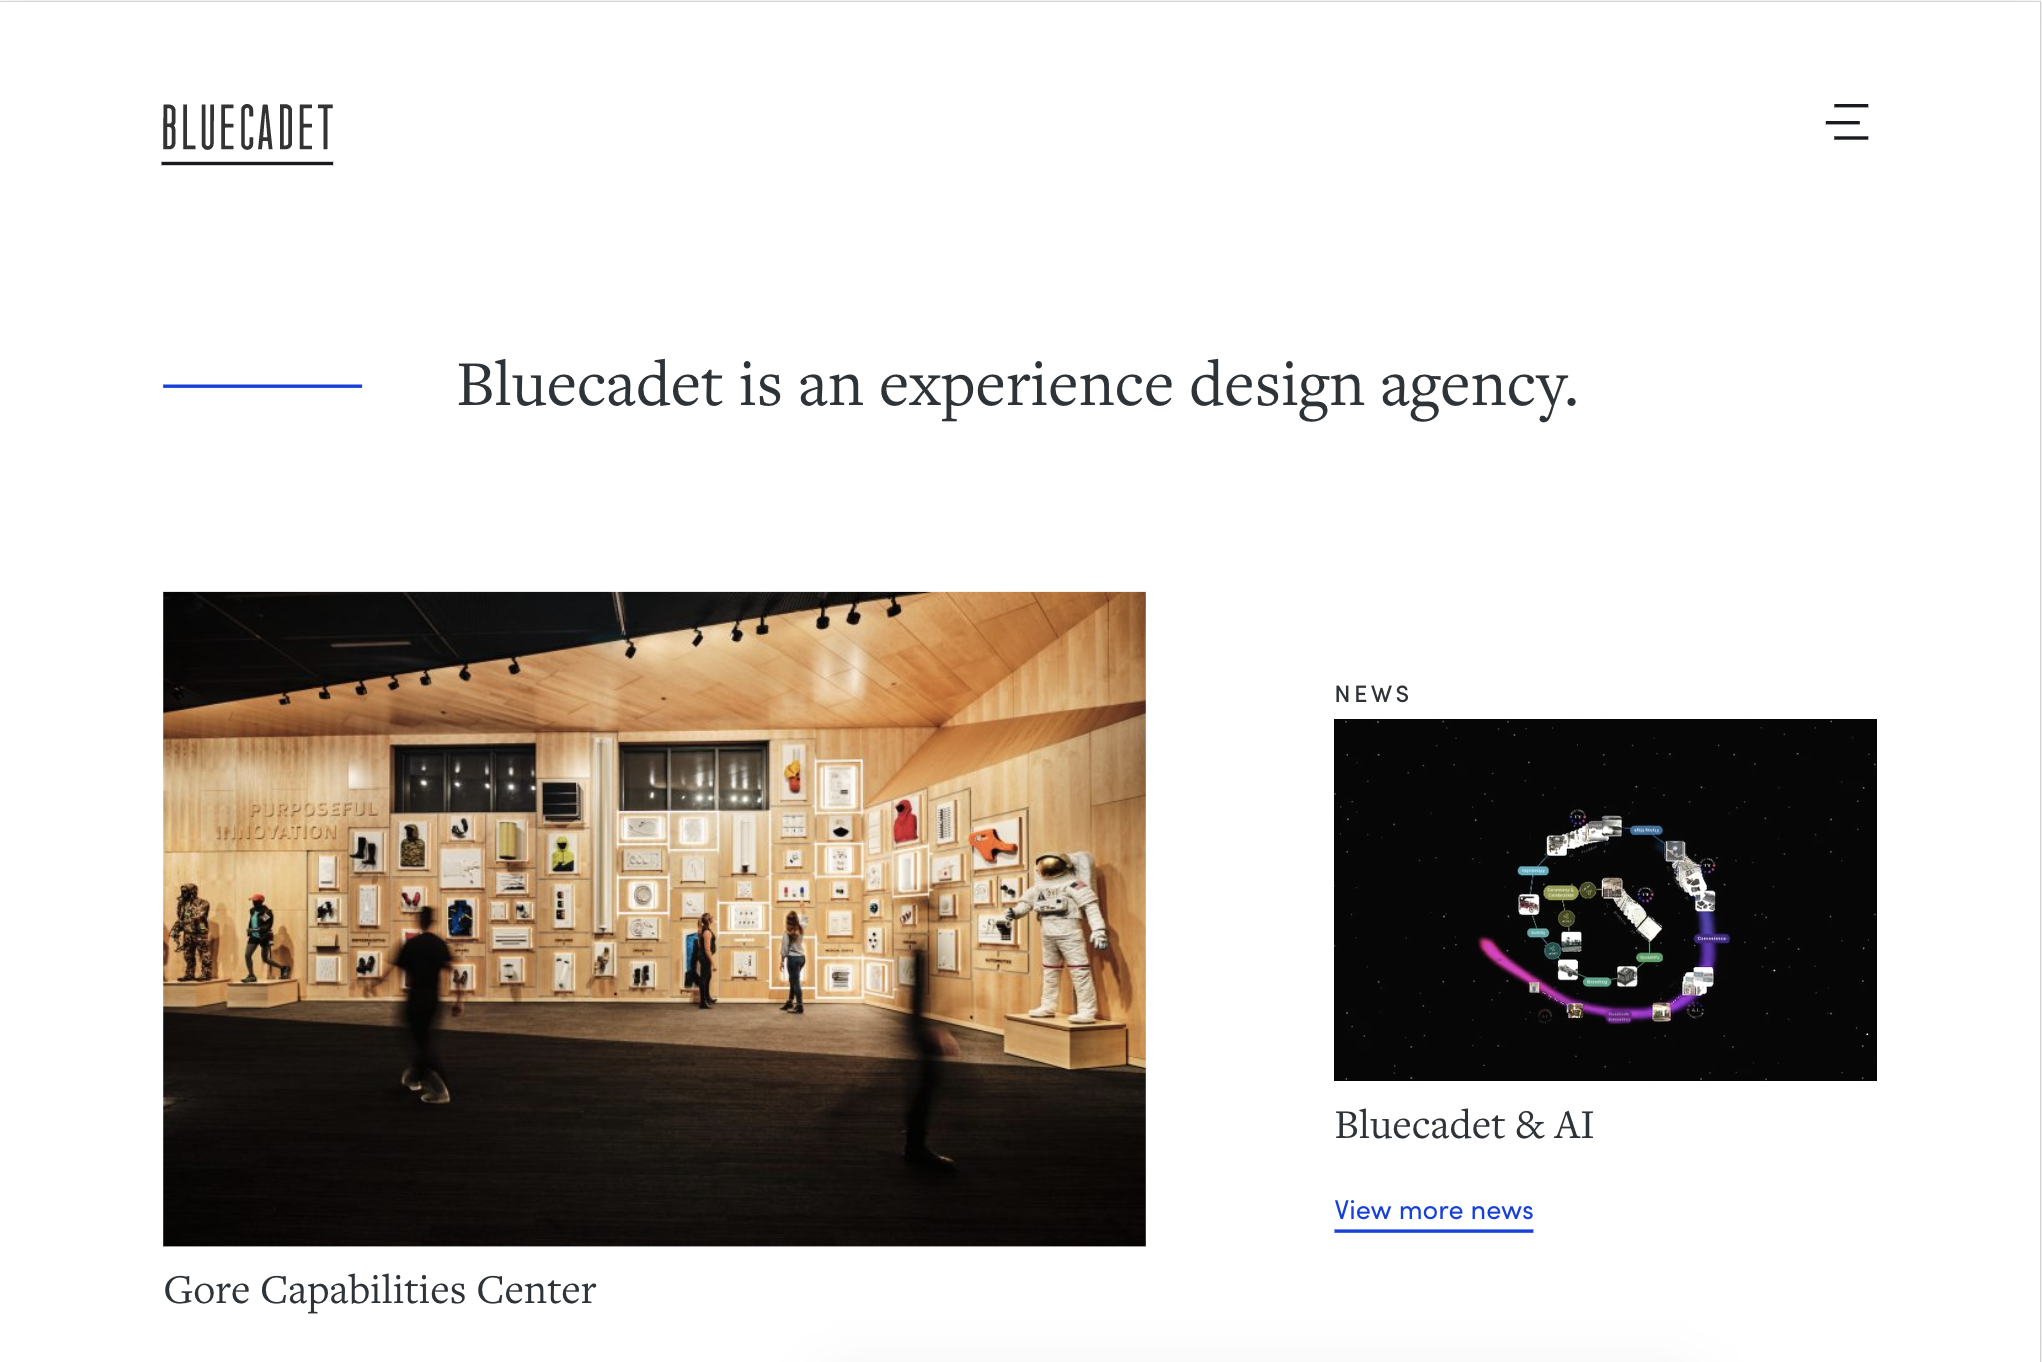 BLUECADET
Bluecadet is an experience design agency.
PURPOSEFUL
INNOVATION
NEWS
Bluecadet & AI
View more news
Gore Capabilities Center